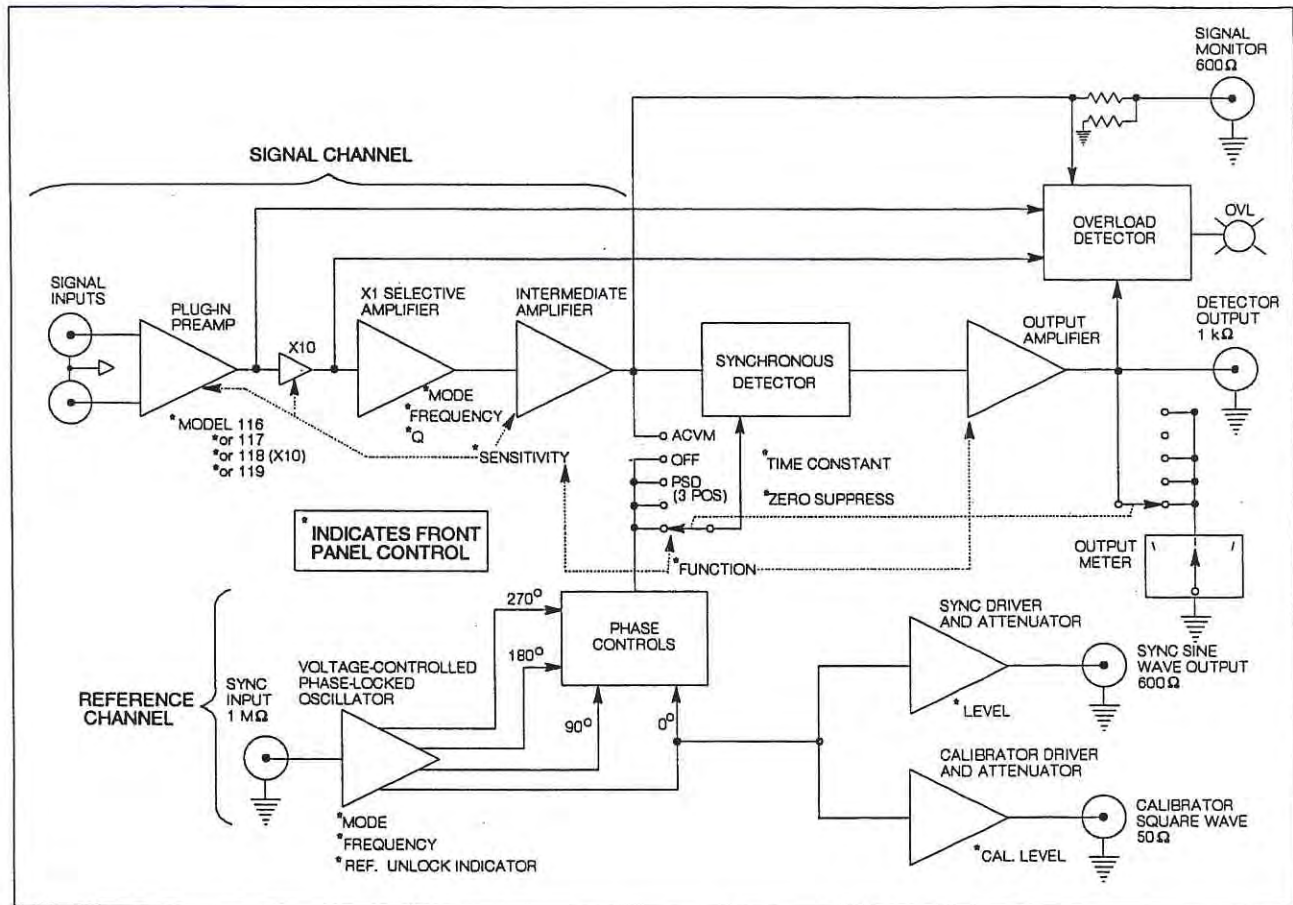 SIGNAL
MONITOR
600Ω
SIGNAL CHANNEL
OVERLOAD
DETECTOR
OVL
SIGNAL
INPUTS
PLUG-IN
PREAMP
X10
X1 SELECTIVE
AMPLIFIER
INTERMEDIATE
AMPLIFIER
SYNCHRONOUS
DETECTOR
OUTPUT
AMPLIFIER
DETECTOR
OUTPUT
1 kΩ
*MODEL 116
*or 117
*or 118 (X10)
*or 119
*MODE
*FREQUENCY
*Q
*SENSITIVITY
ACVM
OFF
PSD
(3 POS)
*TIME CONSTANT
*ZERO SUPPRESS
* INDICATES FRONT
PANEL CONTROL
*FUNCTION
OUTPUT
METER
REFERENCE
CHANNEL
SYNC
INPUT
1 MΩ
VOLTAGE-CONTROLLED
PHASE-LOCKED
OSCILLATOR
270°
180°
90°
0°
PHASE
CONTROLS
*MODE
*FREQUENCY
*REF. UNLOCK INDICATOR
SYNC DRIVER
AND ATTENUATOR
*LEVEL
SYNC SINE
WAVE OUTPUT
600Ω
CALIBRATOR DRIVER
AND ATTENUATOR
*CAL. LEVEL
CALIBRATOR
SQUARE WAVE
50Ω